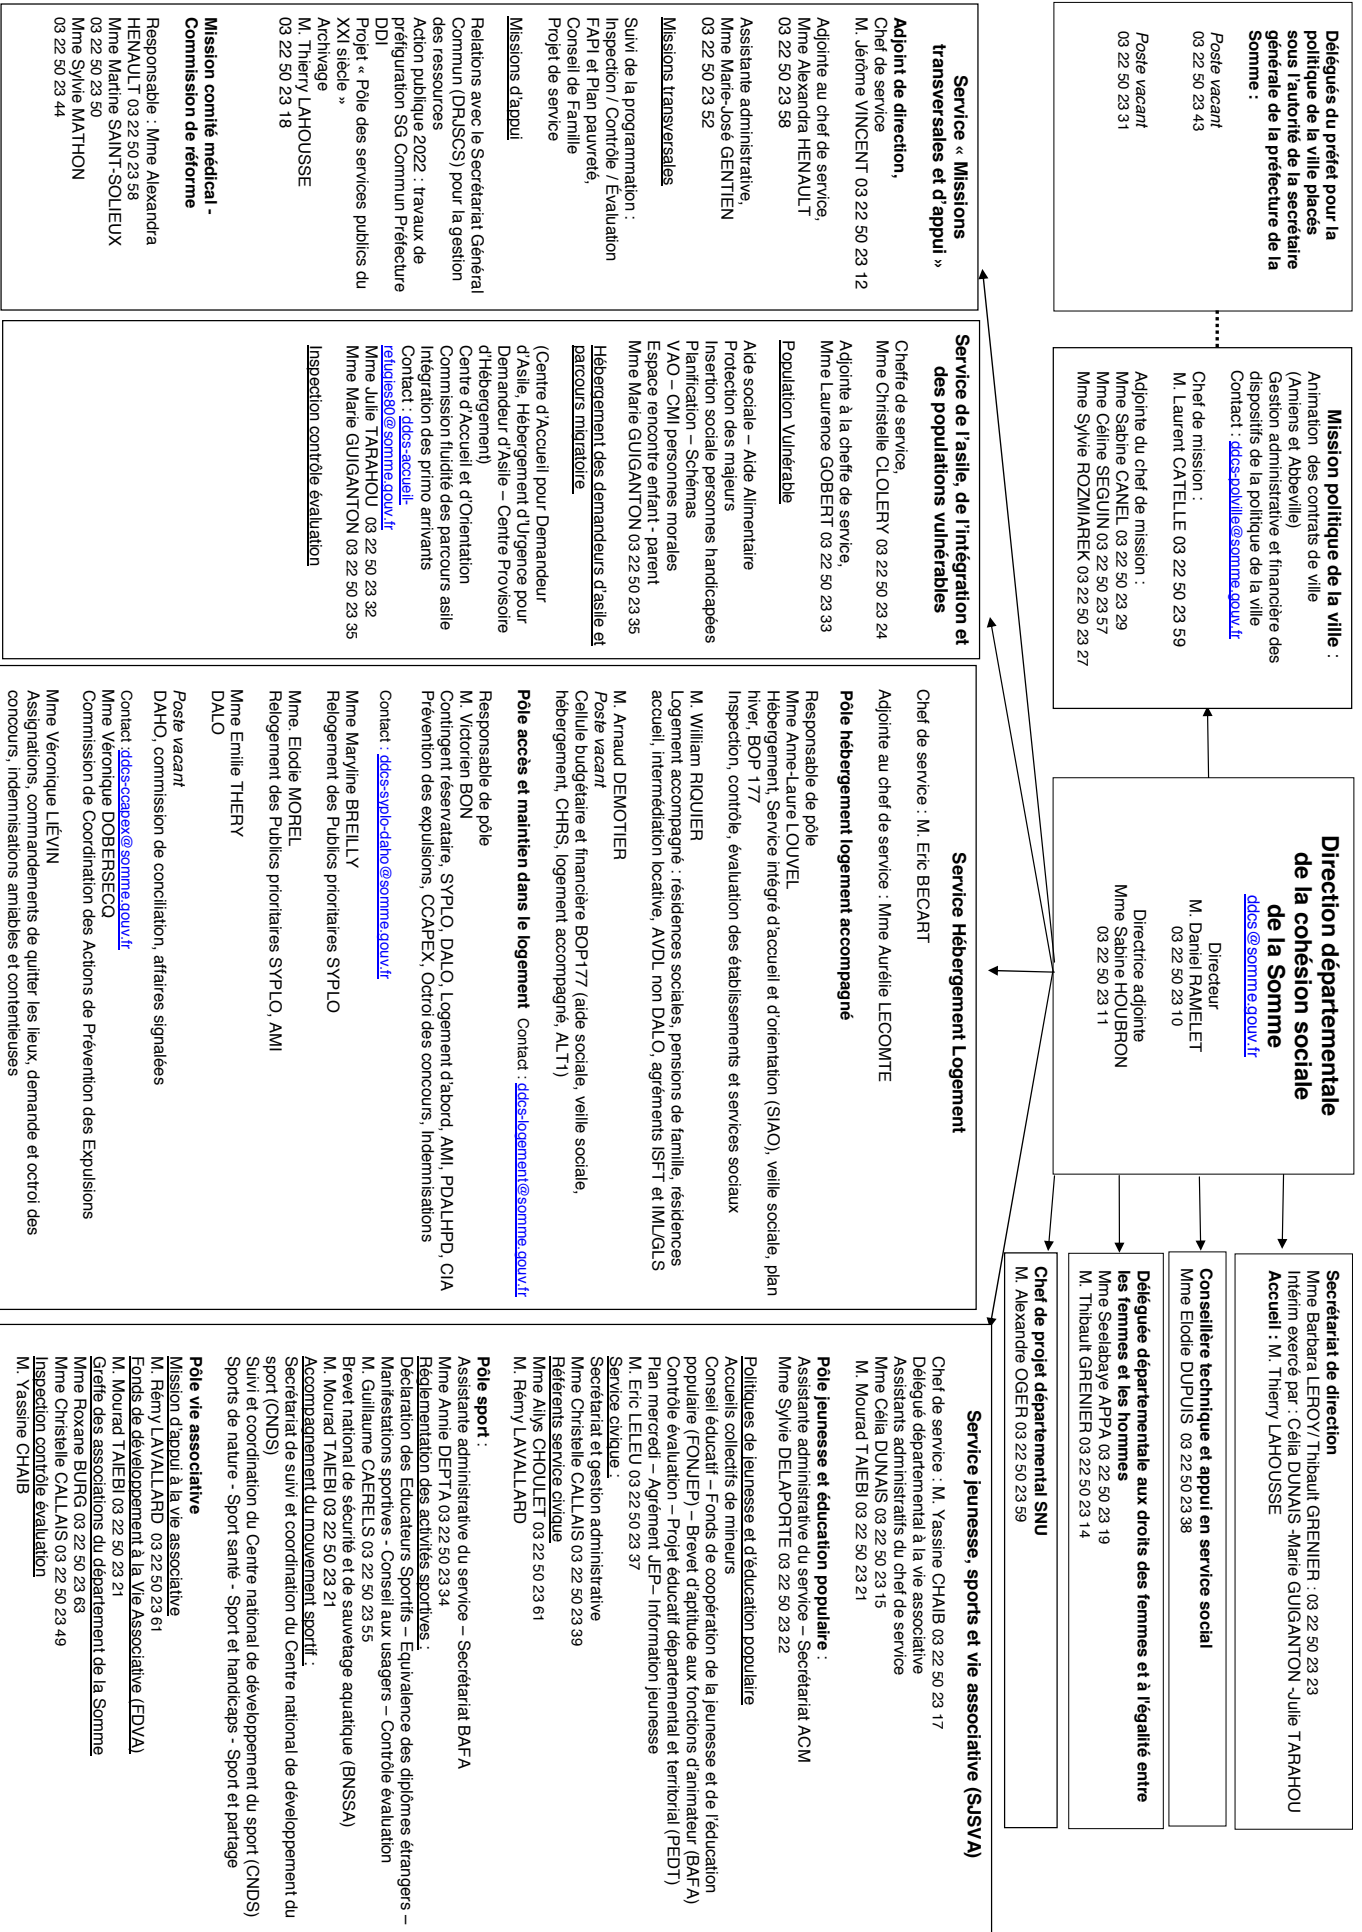 Délégués du préfet pour la
politique de la ville placés
sous l'autorité de la secrétaire
générale de la préfecture de la
Somme :
Poste vacant
03 22 50 23 43
Poste vacant
03 22 50 23 31
Mission politique de la ville :
Animation des contrats de ville
(Amiens et Abbeville)
Gestion administrative et financière des
dispositifs de la politique de la ville
Contact : ddcs-polville@somme.gouv.fr
Chef de mission :
M. Laurent CATELLE 03 22 50 23 59
Adjointe du chef de mission :
Mme Sabine CANEL 03 22 50 23 29
Mme Céline SEGUIN 03 22 50 23 57
Mme Sylvie ROZMIAREK 03 22 50 23 27
Direction départementale
de la cohésion sociale
de la Somme
ddcs@somme.gouv.fr
Directeur
M. Daniel RAMELET
03 22 50 23 10
Directrice adjointe
Mme Sabine HOUBRON
03 22 50 23 11
Secrétariat de direction
Mme Barbara LEROY/ Thibault GRENIER : 03 22 50 23 23
Intérim exercé par : Célia DUNAIS -Marie GUIGANTON -Julie TARAHOU
Accueil : M. Thierry LAHOUSSE
Conseillère technique et appui en service social
Mme Elodie DUPUIS 03 22 50 23 38
Déléguée départementale aux droits des femmes et à l'égalité entre
les femmes et les hommes
Mme Seelabaye APPA 03 22 50 23 19
M. Thibault GRENIER 03 22 50 23 14
Chef de projet départemental SNU
M. Alexandre OGER 03 22 50 23 59
Service « Missions
transversales et d'appui »
Adjoint de direction,
Chef de service
M. Jérôme VINCENT 03 22 50 23 12
Adjointe au chef de service,
Mme Alexandra HENAULT
03 22 50 23 58
Assistante administrative,
Mme Marie-José GENTIEN
03 22 50 23 52
Missions transversales
Suivi de la programmation :
Inspection / Contrôle / Évaluation
FAPI et Plan pauvreté,
Conseil de Famille
Projet de service
Missions d'appui
Relations avec le Secrétariat Général
Commun (DRJSCS) pour la gestion
des ressources
Action publique 2022 : travaux de
préfiguration SG Commun Préfecture
DDI
Projet « Pôle des services publics du
XXI siècle »
Archivage
M. Thierry LAHOUSSE
03 22 50 23 18
Mission comité médical -
Commission de réforme
Responsable : Mme Alexandra
HENAULT 03 22 50 23 58
Mme Martine SAINT-SOLIEUX
03 22 50 23 50
Mme Sylvie MATHON
03 22 50 23 44
Service de l'asile, de l'intégration et
des populations vulnérables
Cheffe de service,
Mme Christelle CLOLERY 03 22 50 23 24
Adjointe à la cheffe de service,
Mme Laurence GOBERT 03 22 50 23 33
Population Vulnérable
Aide sociale – Aide Alimentaire
Protection des majeurs
Insertion sociale personnes handicapées
Planification – Schémas
VAO – CMI personnes morales
Espace rencontre enfant - parent
Mme Marie GUIGANTON 03 22 50 23 35
Hébergement des demandeurs d'asile et
parcours migratoire
(Centre d'Accueil pour Demandeur
d'Asile, Hébergement d'Urgence pour
Demandeur d'Asile – Centre Provisoire
d'Hébergement)
Centre d'Accueil et d'Orientation
Commission fluidité des parcours asile
Intégration des primo arrivants
Contact : ddcs-accueil-
refugies80@somme.gouv.fr
Mme Julie TARAHOU 03 22 50 23 32
Mme Marie GUIGANTON 03 22 50 23 35
Inspection contrôle évaluation
Service Hébergement Logement
Chef de service : M. Eric BECART
Adjointe au chef de service : Mme Aurélie LECOMTE
Pôle hébergement logement accompagné
Responsable de pôle
Mme Anne-Laure LOUVEL
Hébergement, Service intégré d'accueil et d'orientation (SIAO), veille sociale, plan
hiver, BOP 177
Inspection, contrôle, évaluation des établissements et services sociaux
M. William RIQUIER
Logement accompagné : résidences sociales, pensions de famille, résidences
accueil, intermédiation locative, AVDL non DALO, agréments ISFT et IML/GLS
M. Arnaud DEMOTIER
Poste vacant
Cellule budgétaire et financière BOP177 (aide sociale, veille sociale,
hébergement, CHRS, logement accompagné, ALT1)
Pôle accès et maintien dans le logement Contact : ddcs-logement@somme.gouv.fr
Responsable de pôle
M. Victorien BON
Contingent réservataire, SYPLO, DALO, Logement d'abord, AMI, PDALHPD, CIA
Prévention des expulsions, CCAPEX, Octroi des concours, Indemnisations
Contact : ddcs-syplo-daho@somme.gouv.fr
Mme Maryline BREILLY
Relogement des Publics prioritaires SYPLO
Mme. Elodie MOREL
Relogement des Publics prioritaires SYPLO, AMI
Mme Emilie THERY
DALO
Poste vacant
DAHO, commission de conciliation, affaires signalées
Contact :ddcs-ccapex@somme.gouv.fr
Mme Véronique DOBERSECQ
Commission de Coordination des Actions de Prévention des Expulsions
Mme Véronique LIÉVIN
Assignations, commandements de quitter les lieux, demande et octroi des
concours, indemnisations amiables et contentieuses
Service jeunesse, sports et vie associative (SJSVA)
Chef de service : M. Yassine CHAIB 03 22 50 23 17
Délégué départemental à la vie associative
Assistants administratifs du chef de service
Mme Célia DUNAIS 03 22 50 23 15
M. Mourad TAIEBI 03 22 50 23 21
Pôle jeunesse et éducation populaire :
Assistante administrative du service – Secrétariat ACM
Mme Sylvie DELAPORTE 03 22 50 23 22
Politiques de jeunesse et d'éducation populaire
Accueils collectifs de mineurs
Conseil éducatif – Fonds de coopération de la jeunesse et de l'éducation
populaire (FONJEP) – Brevet d'aptitude aux fonctions d'animateur (BAFA)
Contrôle évaluation – Projet éducatif départemental et territorial (PEDT)
Plan mercredi – Agrément JEP– Information jeunesse
M. Eric LELEU 03 22 50 23 37
Service civique :
Secrétariat et gestion administrative
Mme Christelle CALLAIS 03 22 50 23 39
Référents service civique
Mme Ailys CHOULET 03 22 50 23 61
M. Rémy LAVALLARD
Pôle sport :
Assistante administrative du service – Secrétariat BAFA
Mme Annie DEPTA 03 22 50 23 34
Réglementation des activités sportives :
Déclaration des Educateurs Sportifs – Equivalence des diplômes étrangers –
Manifestations sportives - Conseil aux usagers – Contrôle évaluation
M. Guillaume CAERELS 03 22 50 23 55
Brevet national de sécurité et de sauvetage aquatique (BNSSA)
M. Mourad TAIEBI 03 22 50 23 21
Accompagnement du mouvement sportif :
Secrétariat de suivi et coordination du Centre national de développement du
sport (CNDS)
Suivi et coordination du Centre national de développement du sport (CNDS)
Sports de nature - Sport santé - Sport et handicaps - Sport et partage
Pôle vie associative
Mission d'appui à la vie associative
M. Rémy LAVALLARD 03 22 50 23 61
Fonds de développement à la Vie Associative (FDVA)
M. Mourad TAIEBI 03 22 50 23 21
Greffe des associations du département de la Somme
Mme Roxane BURG 03 22 50 23 63
Mme Christelle CALLAIS 03 22 50 23 49
Inspection contrôle évaluation
M. Yassine CHAIB